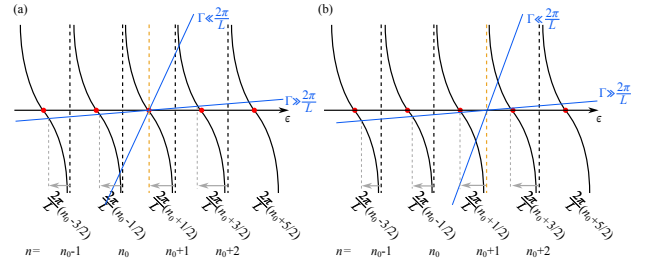 (a)
Γ≪2π/L
Γ≫2π/L
ϵ
2π/L(n₀-3/2)
2π/L(n₀-1/2)
2π/L(n₀+1/2)
2π/L(n₀+3/2)
2π/L(n₀+5/2)
n= n₀-1 n₀ n₀+1 n₀+2
(b)
Γ≪2π/L
Γ≫2π/L
ϵ
2π/L(n₀-3/2)
2π/L(n₀-1/2)
2π/L(n₀+1/2)
2π/L(n₀+3/2)
2π/L(n₀+5/2)
n= n₀-1 n₀ n₀+1 n₀+2